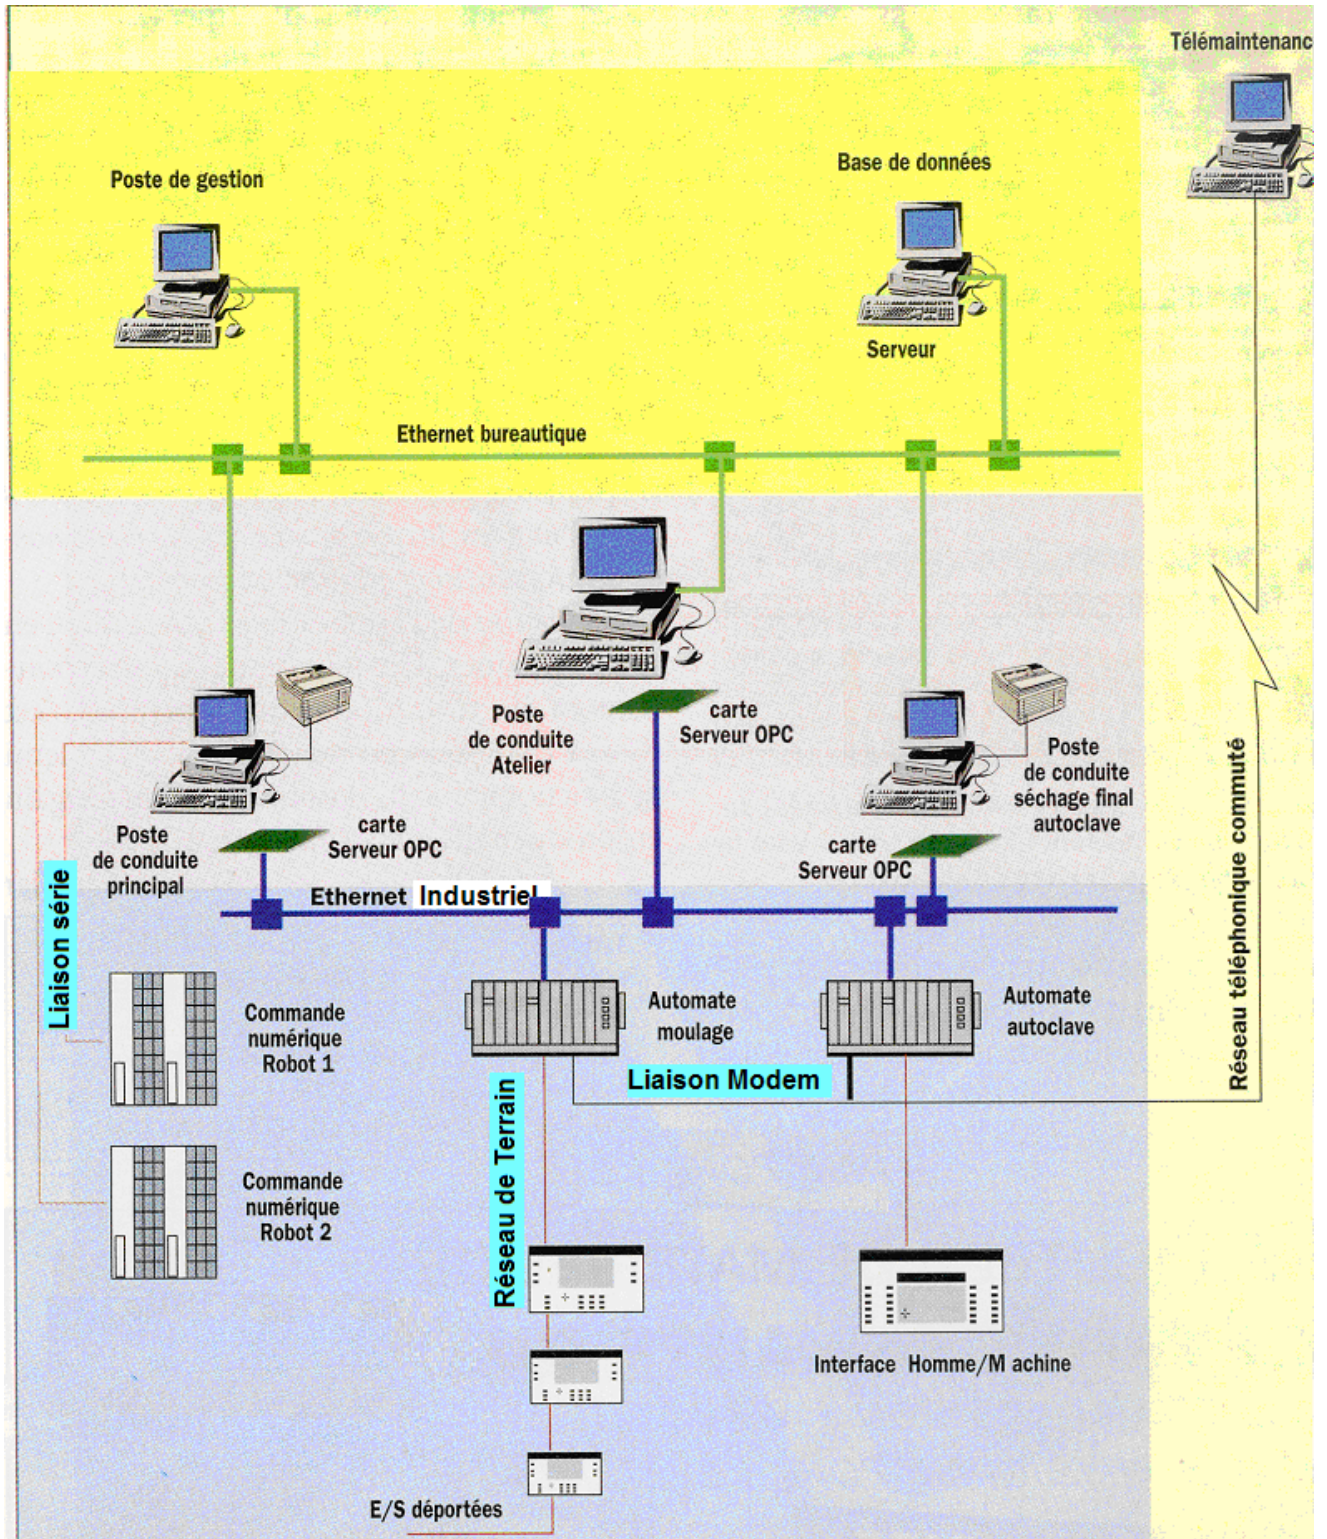 Télémaintenanc
Poste de gestion
Base de données
Serveur
Ethernet bureautique
Poste
de conduite
Atelier
carte
Serveur OPC
Poste
de conduite
séchage final
autoclave
Poste
de conduite
principal
carte
Serveur OPC
carte
Serveur OPC
Ethernet Industriel
Liaison série
Réseau téléphonique commuté
Commande
numérique
Robot 1
Automate
moulage
Automate
autoclave
Liaison Modem
Réseau de Terrain
Commande
numérique
Robot 2
Interface Homme/M achine
E/S déportées